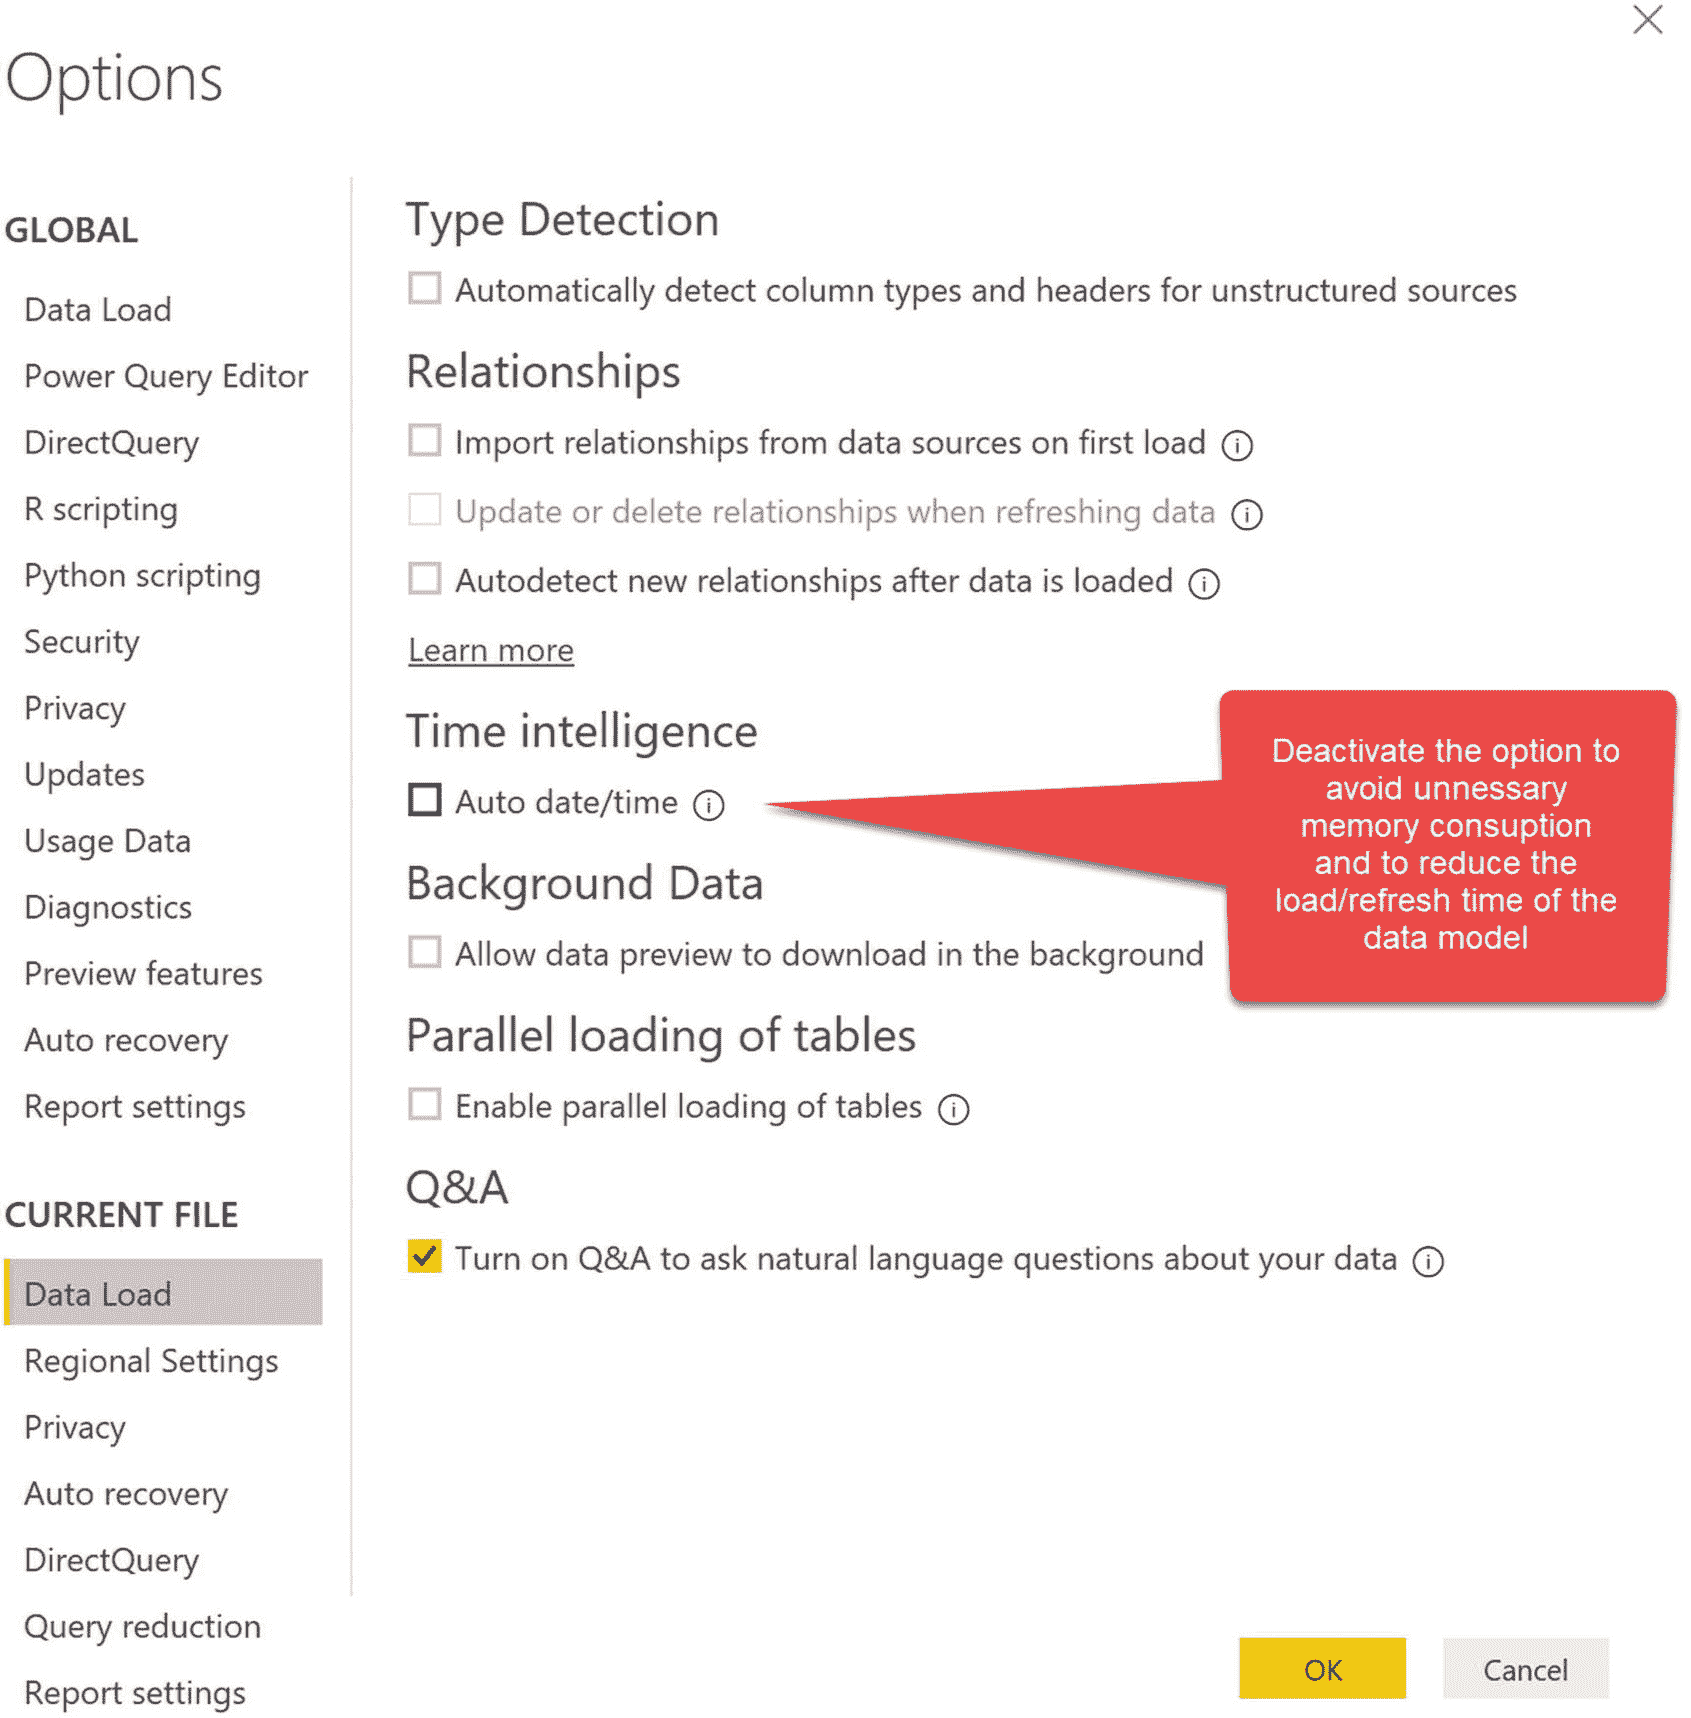 Options
GLOBAL
Data Load
Power Query Editor
DirectQuery
R scripting
Python scripting
Security
Privacy
Updates
Usage Data
Diagnostics
Preview features
Auto recovery
Report settings
CURRENT FILE
Data Load
Regional Settings
Privacy
Auto recovery
DirectQuery
Query reduction
Report settings
Type Detection
Automatically detect column types and headers for unstructured sources
Relationships
Import relationships from data sources on first load
Update or delete relationships when refreshing data
Autodetect new relationships after data is loaded
Learn more
Time intelligence
Auto date/time
Deactivate the option to
avoid unnessary
memory consuption
and to reduce the
load/refresh time of the
data model
Background Data
Allow data preview to download in the background
Parallel loading of tables
Enable parallel loading of tables
Q&A
Turn on Q&A to ask natural language questions about your data
OK
Cancel